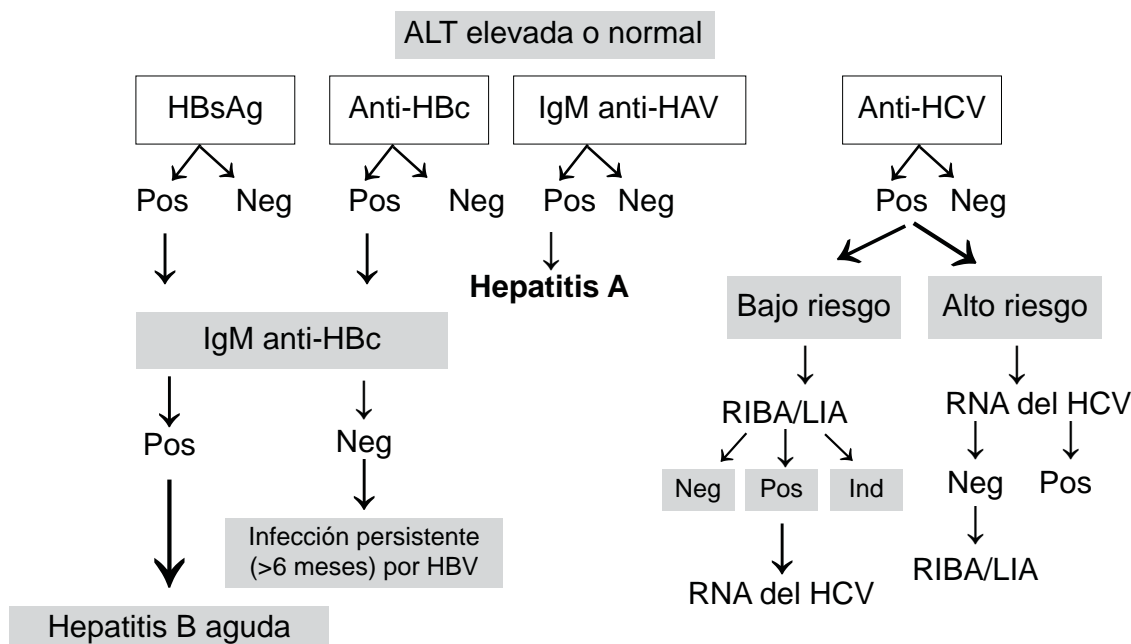 ALT elevada o normal
HBsAg
Anti-HBc
IgM anti-HAV
Anti-HCV
Pos
Neg
Pos
Neg
Pos
Neg
Pos
Neg
Hepatitis A
Bajo riesgo
Alto riesgo
IgM anti-HBc
RIBA/LIA
RNA del HCV
Pos
Neg
Neg
Pos
Ind
Neg
Pos
Infección persistente
(>6 meses) por HBV
RNA del HCV
RIBA/LIA
Hepatitis B aguda